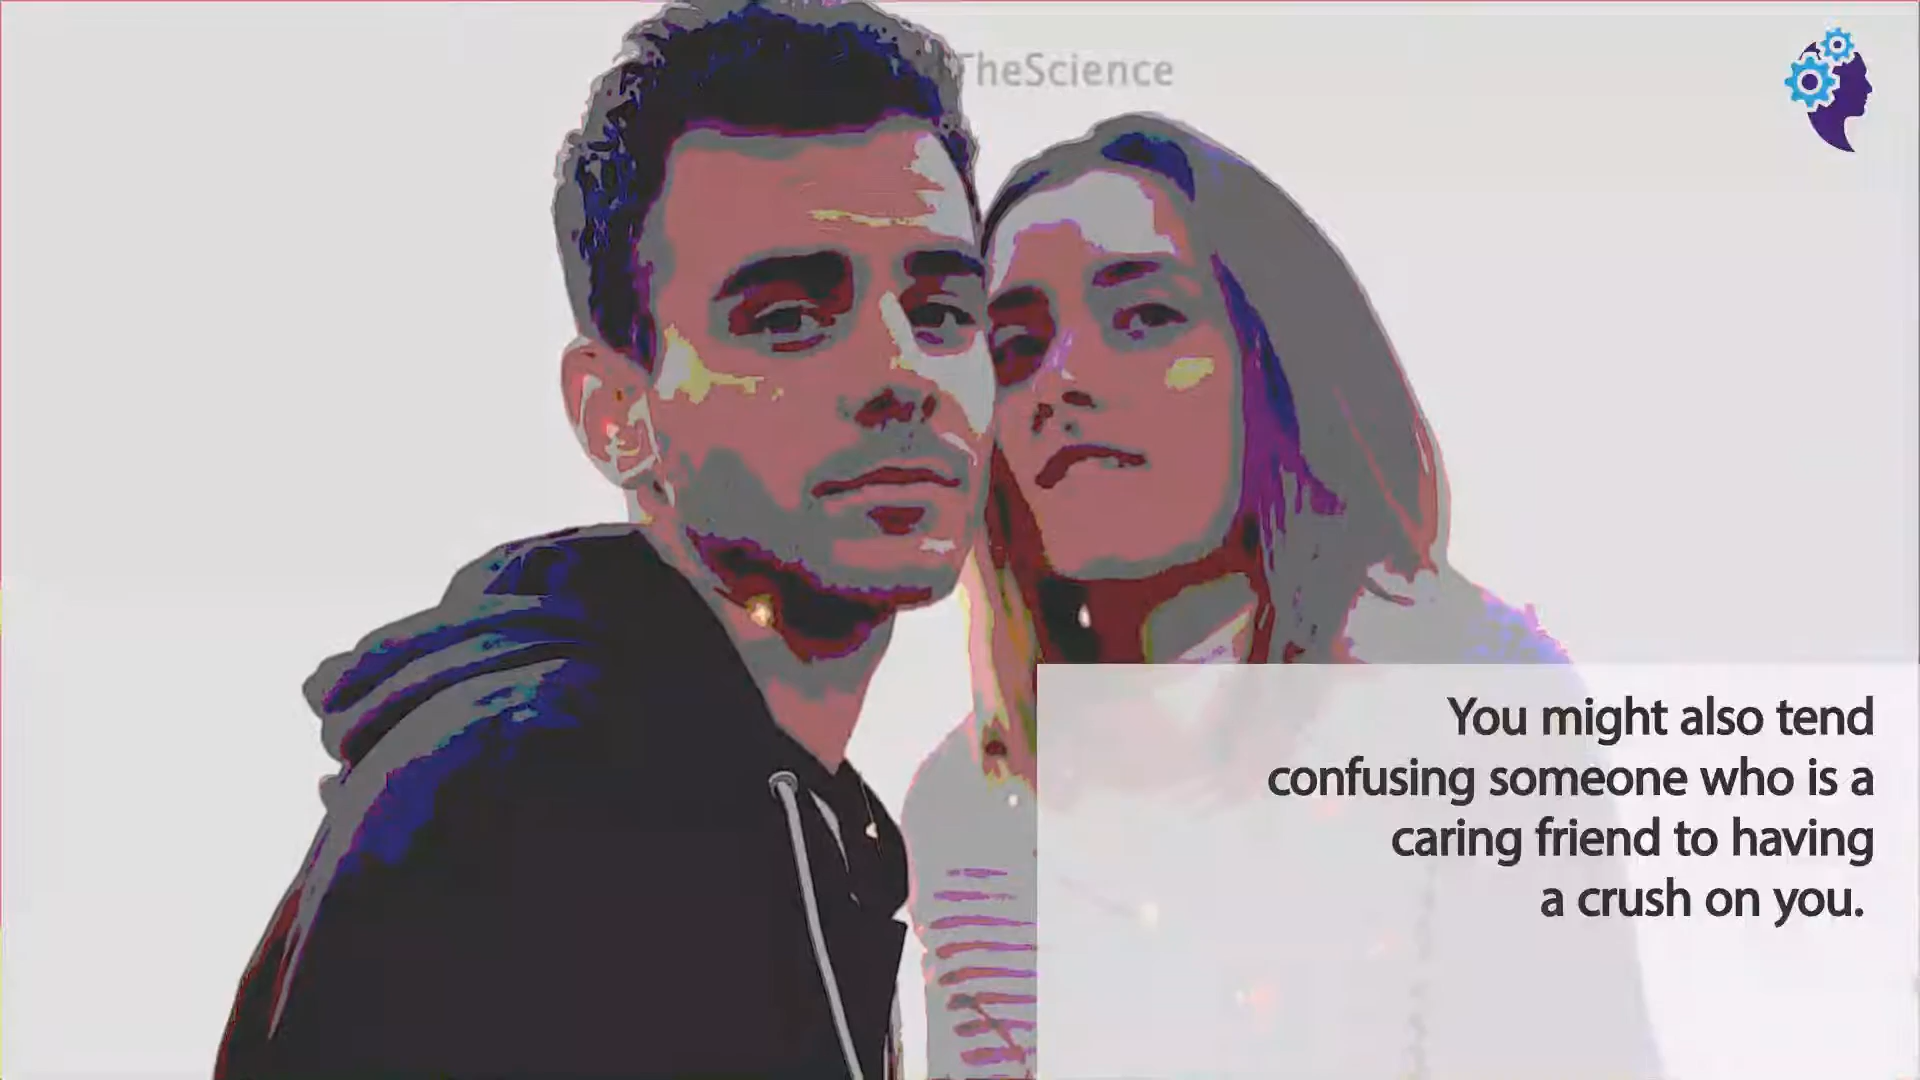 TheScience
You might also tend
confusing someone who is a
caring friend to having
a crush on you.